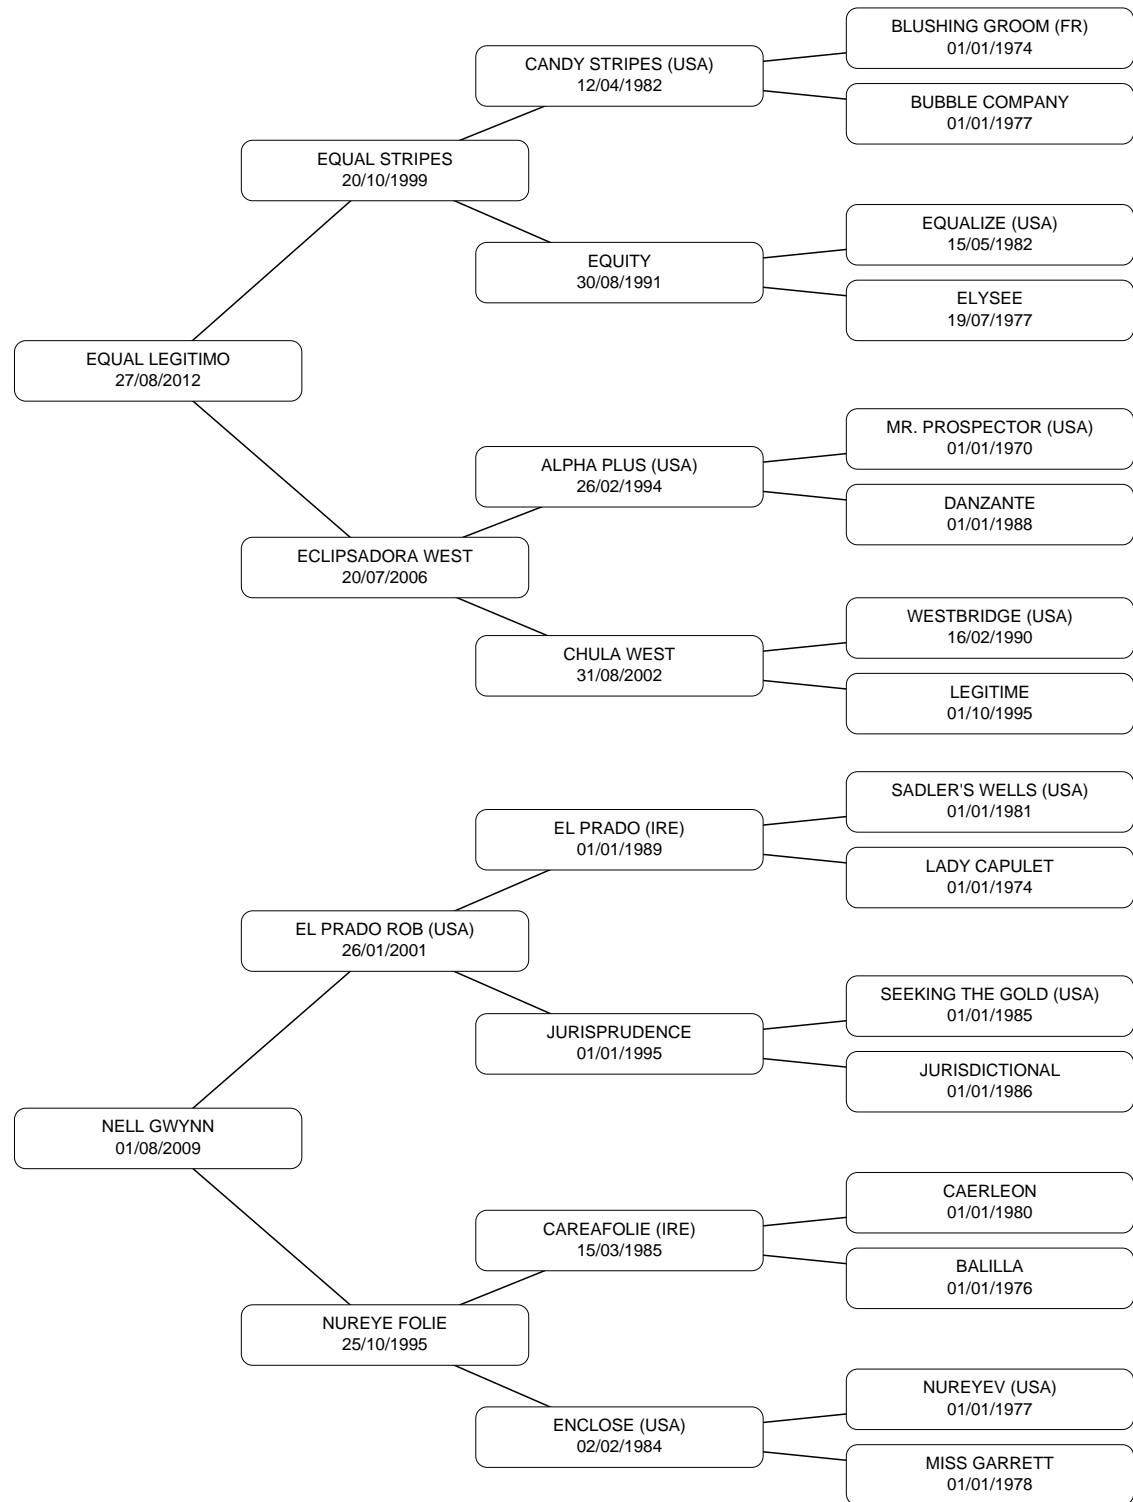 BLUSHING GROOM (FR)
01/01/1974
CANDY STRIPES (USA)
12/04/1982
BUBBLE COMPANY
01/01/1977
EQUAL STRIPES
20/10/1999
EQUALIZE (USA)
15/05/1982
EQUITY
30/08/1991
ELYSEE
19/07/1977
EQUAL LEGITIMO
27/08/2012
MR. PROSPECTOR (USA)
01/01/1970
ALPHA PLUS (USA)
26/02/1994
DANZANTE
01/01/1988
ECLIPSADORA WEST
20/07/2006
WESTBRIDGE (USA)
16/02/1990
CHULA WEST
31/08/2002
LEGITIME
01/10/1995
SADLER'S WELLS (USA)
01/01/1981
EL PRADO (IRE)
01/01/1989
LADY CAPULET
01/01/1974
EL PRADO ROB (USA)
26/01/2001
SEEKING THE GOLD (USA)
01/01/1985
JURISPRUDENCE
01/01/1995
JURISDICTIONAL
01/01/1986
NELL GWYNN
01/08/2009
CAERLEON
01/01/1980
CAREAFOLIE (IRE)
15/03/1985
BALILLA
01/01/1976
NUREYE FOLIE
25/10/1995
NUREYEV (USA)
01/01/1977
ENCLOSE (USA)
02/02/1984
MISS GARRETT
01/01/1978